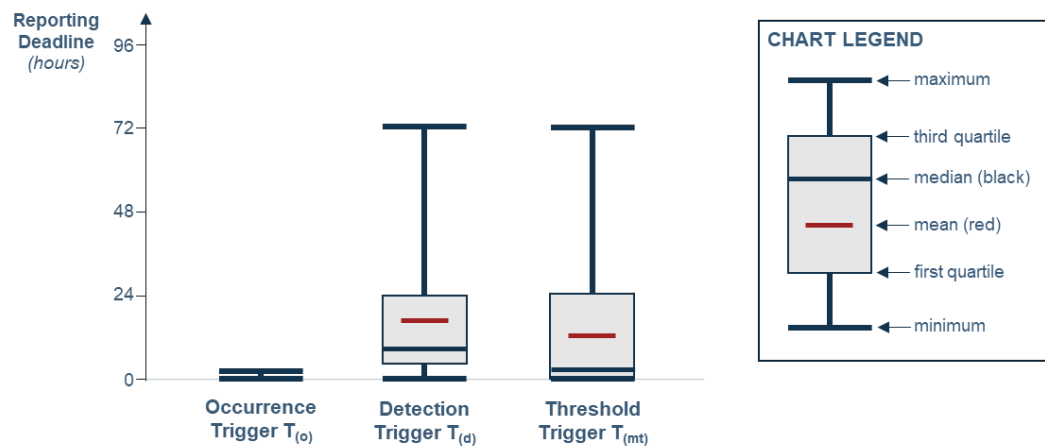 Reporting
Deadline
(hours)
96
72
48
24
0
Occurrence
Trigger T(o)
Detection
Trigger T(d)
Threshold
Trigger T(mt)
CHART LEGEND
maximum
third quartile
median (black)
mean (red)
first quartile
minimum